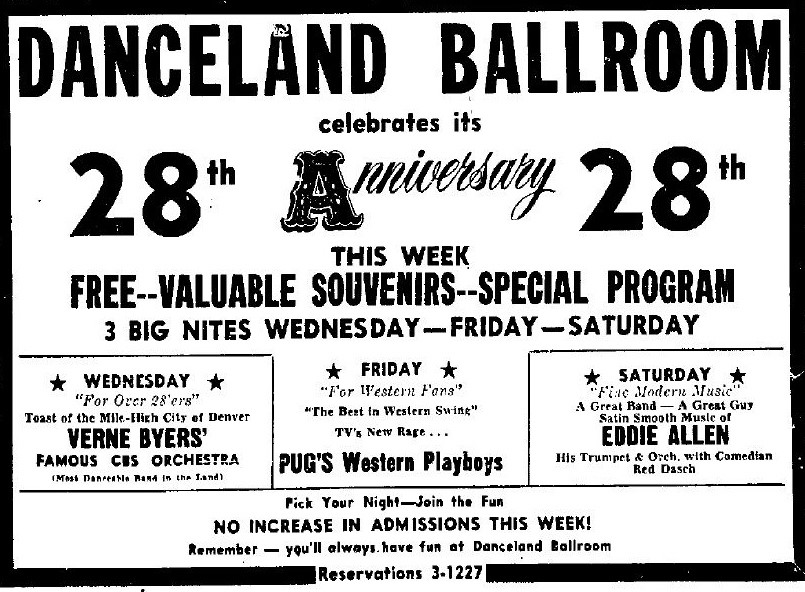 DANCELAND BALLROOM
celebrates its
28th Anniversary 28th
THIS WEEK
FREE--VALUABLE SOUVENIRS--SPECIAL PROGRAM
3 BIG NITES WEDNESDAY—FRIDAY—SATURDAY
★ WEDNESDAY ★
"For Over 28'ers"
Toast of the Mile-High City of Denver
VERNE BYERS'
FAMOUS CBS ORCHESTRA
(Most Danceable Band in the Land)
★ FRIDAY ★
"For Western Fans"
"The Best in Western Swing"
TV's New Rage . . .
PUG'S Western Playboys
★ SATURDAY ★
"Fine Modern Music"
A Great Band — A Great Guy
Satin Smooth Music of
EDDIE ALLEN
His Trumpet & Orch. with Comedian
Red Dasch
Pick Your Night—Join the Fun
NO INCREASE IN ADMISSIONS THIS WEEK!
Remember — you'll always have fun at Danceland Ballroom
Reservations 3-1227